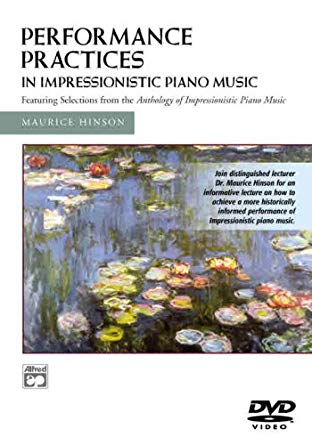 PERFORMANCE
PRACTICES
IN IMPRESSIONISTIC PIANO MUSIC
Featuring Selections from the Anthology of Impressionistic Piano Music
MAURICE HINSON
Join distinguished lecturer
Dr. Maurice Hinson for an
informative lecture on how to
achieve a more historically
informed performance of
Impressionistic piano music.
Alfred
DVD
VIDEO